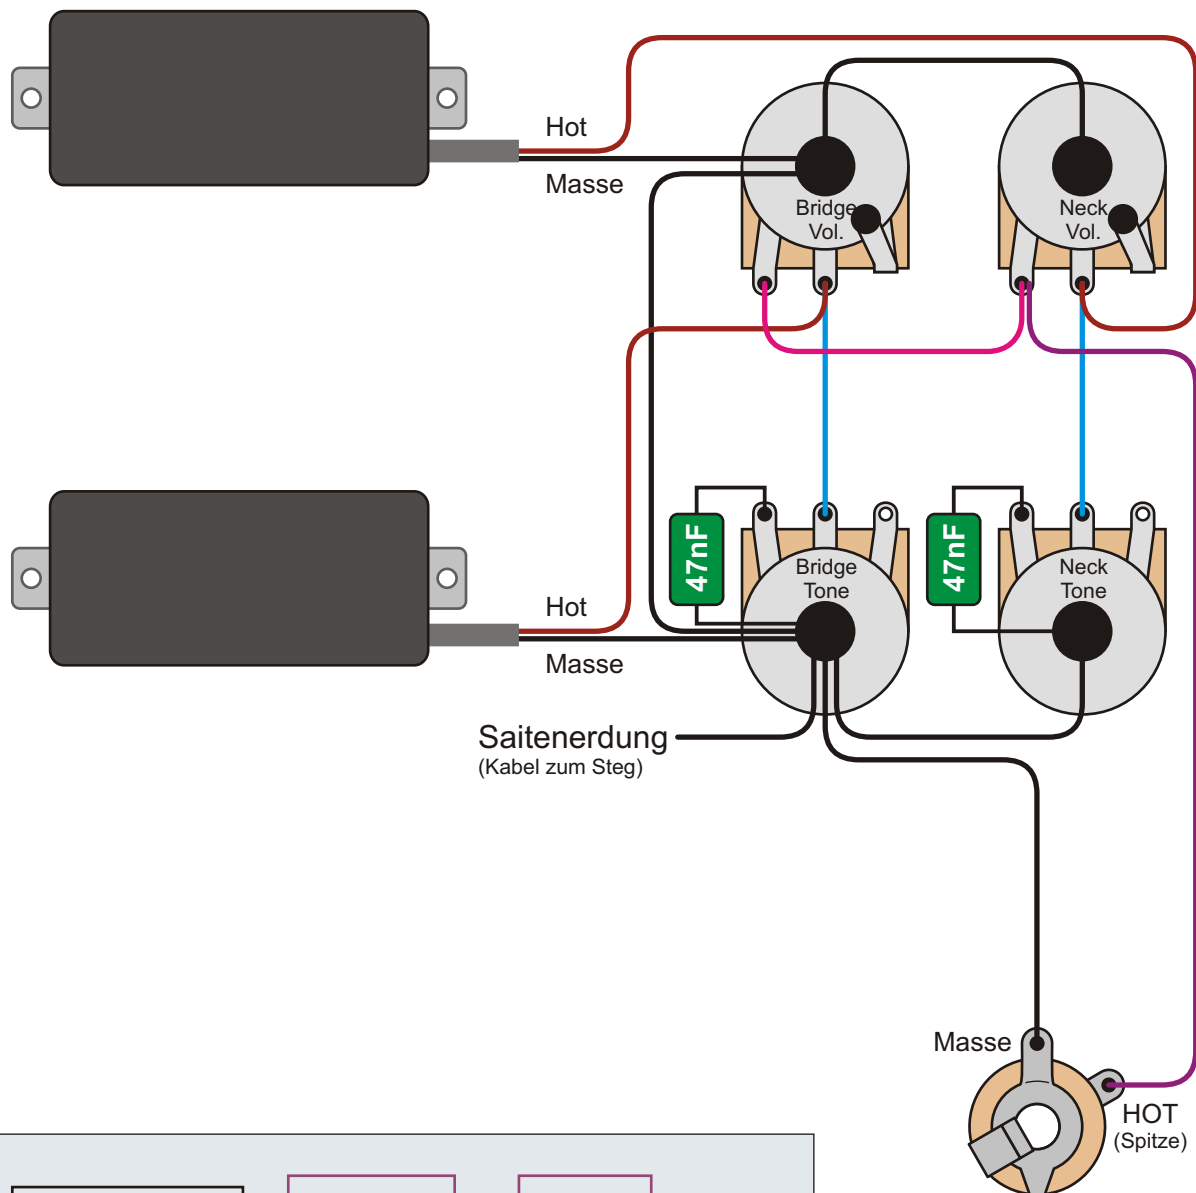 Hot
Masse
Bridge
Vol.
Neck
Vol.
47nF
Bridge
Tone
47nF
Neck
Tone
Hot
Masse
Saitenerdung
(Kabel zum Steg)
Masse
HOT
(Spitze)